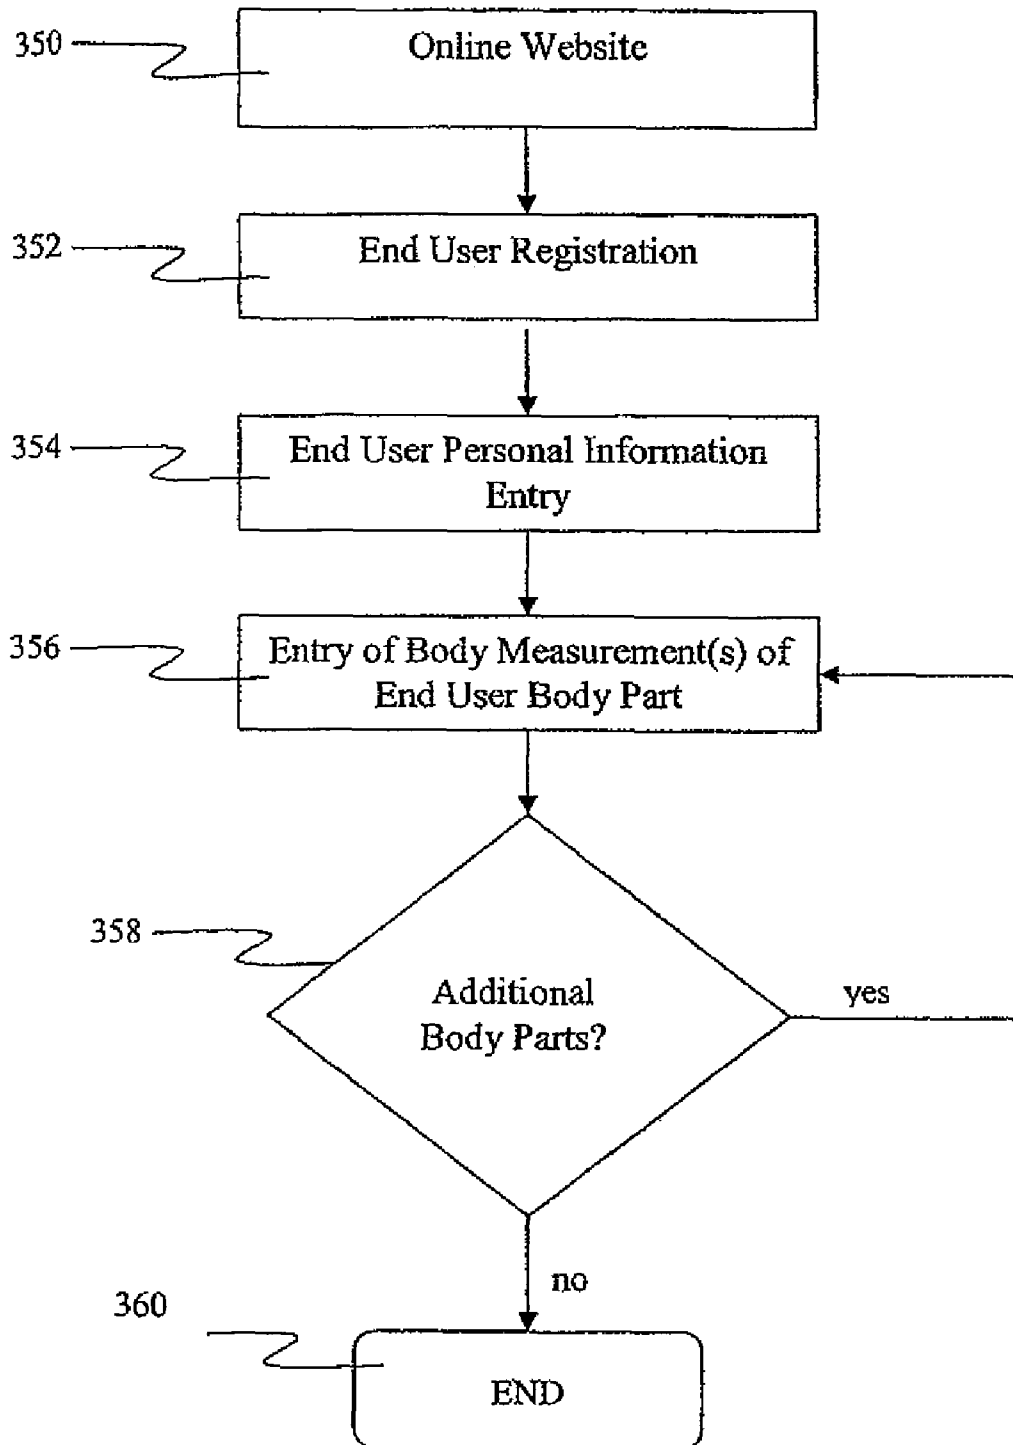 350
Online Website
352
End User Registration
354
End User Personal Information
Entry
356
Entry of Body Measurement(s) of
End User Body Part
358
Additional
Body Parts?
yes
no
360
END